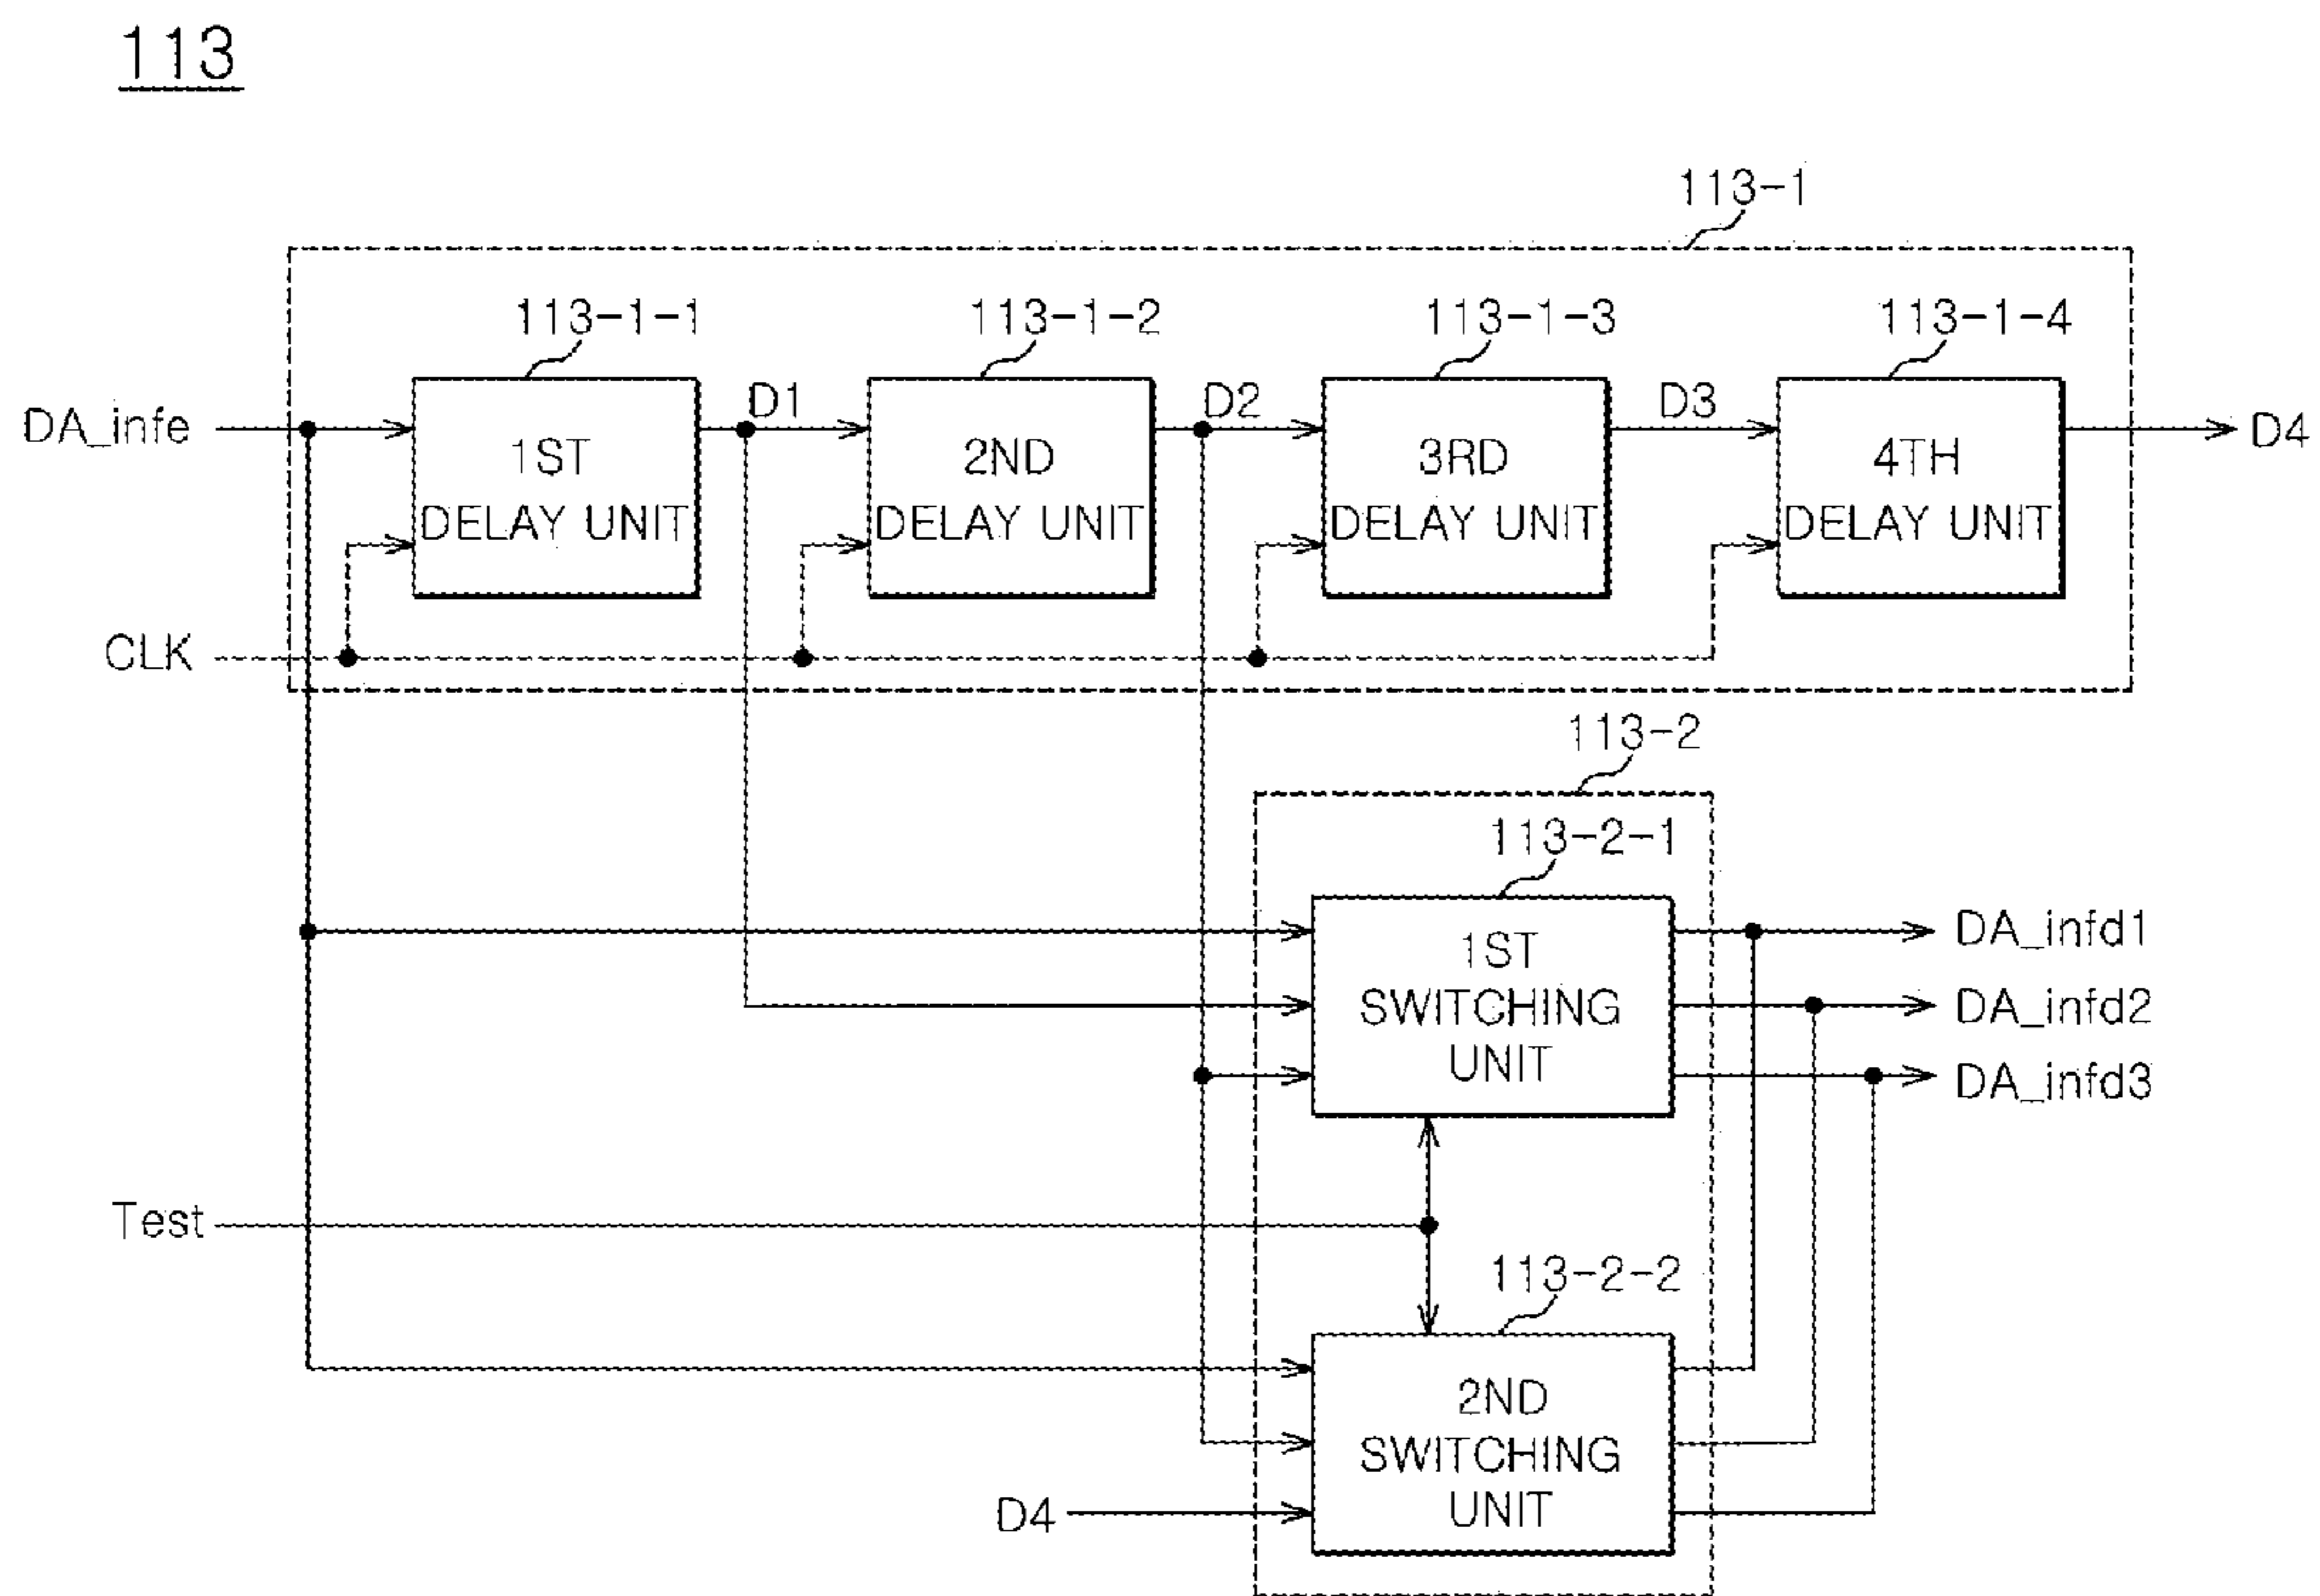 113
113-1
113-1-1
113-1-2
113-1-3
113-1-4
DA_infe
1ST
DELAY UNIT
D1
2ND
DELAY UNIT
D2
3RD
DELAY UNIT
D3
4TH
DELAY UNIT
D4
CLK
113-2
113-2-1
1ST
SWITCHING
UNIT
DA_infd1
DA_infd2
DA_infd3
Test
113-2-2
2ND
SWITCHING
UNIT
D4